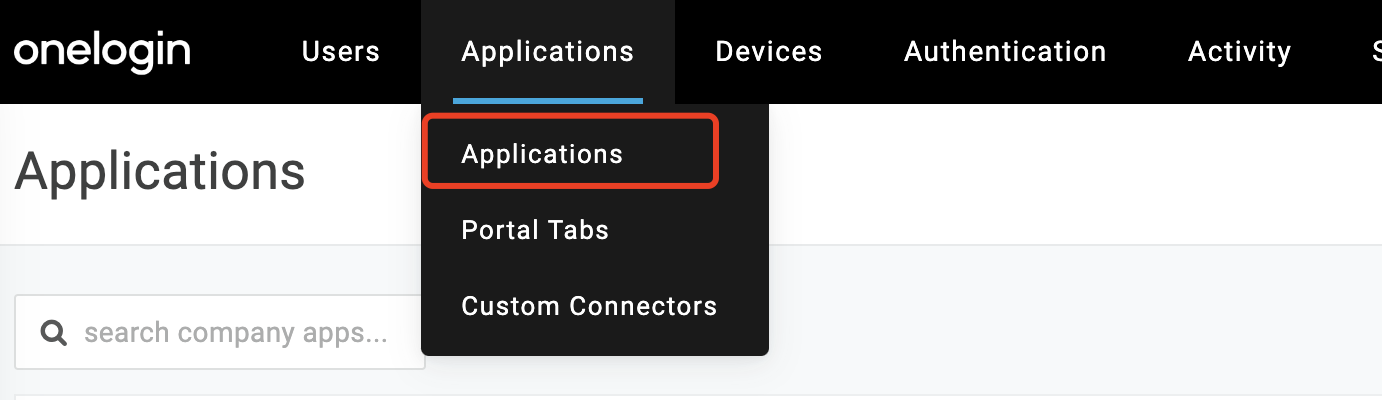 onelogin Users Applications Devices Authentication Activity
Applications
Applications
Portal Tabs
Custom Connectors
search company apps...